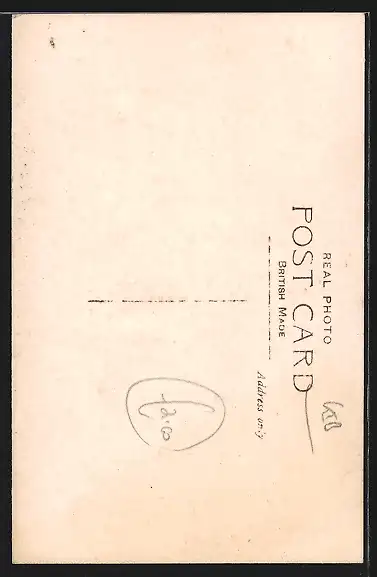 REAL PHOTO
POST CARD
BRITISH MADE
Address only